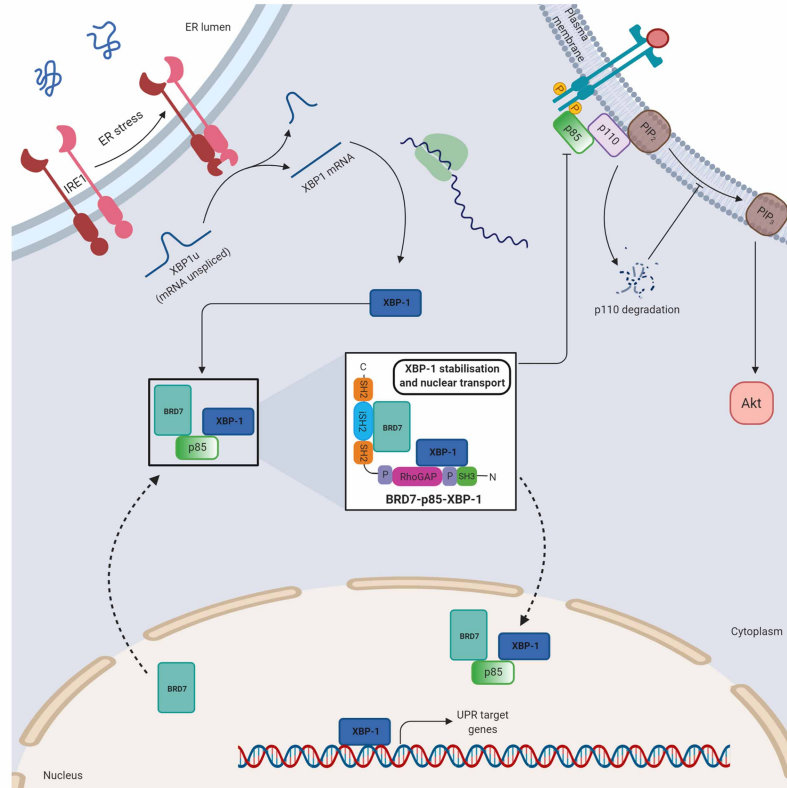 ER lumen
ER stress
IRE1
XBP1u
(mRNA unspliced)
XBP1 mRNA
Plasma
membrane
P
P
p85
p110
PIP₂
PIP₃
p110 degradation
Akt
XBP-1
BRD7
XBP-1
p85
XBP-1 stabilisation
and nuclear transport
C
SH2
iSH2
BRD7
SH2
XBP-1
P
RhoGAP
P
SH3
N
BRD7-p85-XBP-1
Cytoplasm
BRD7
XBP-1
p85
BRD7
XBP-1
UPR target
genes
Nucleus